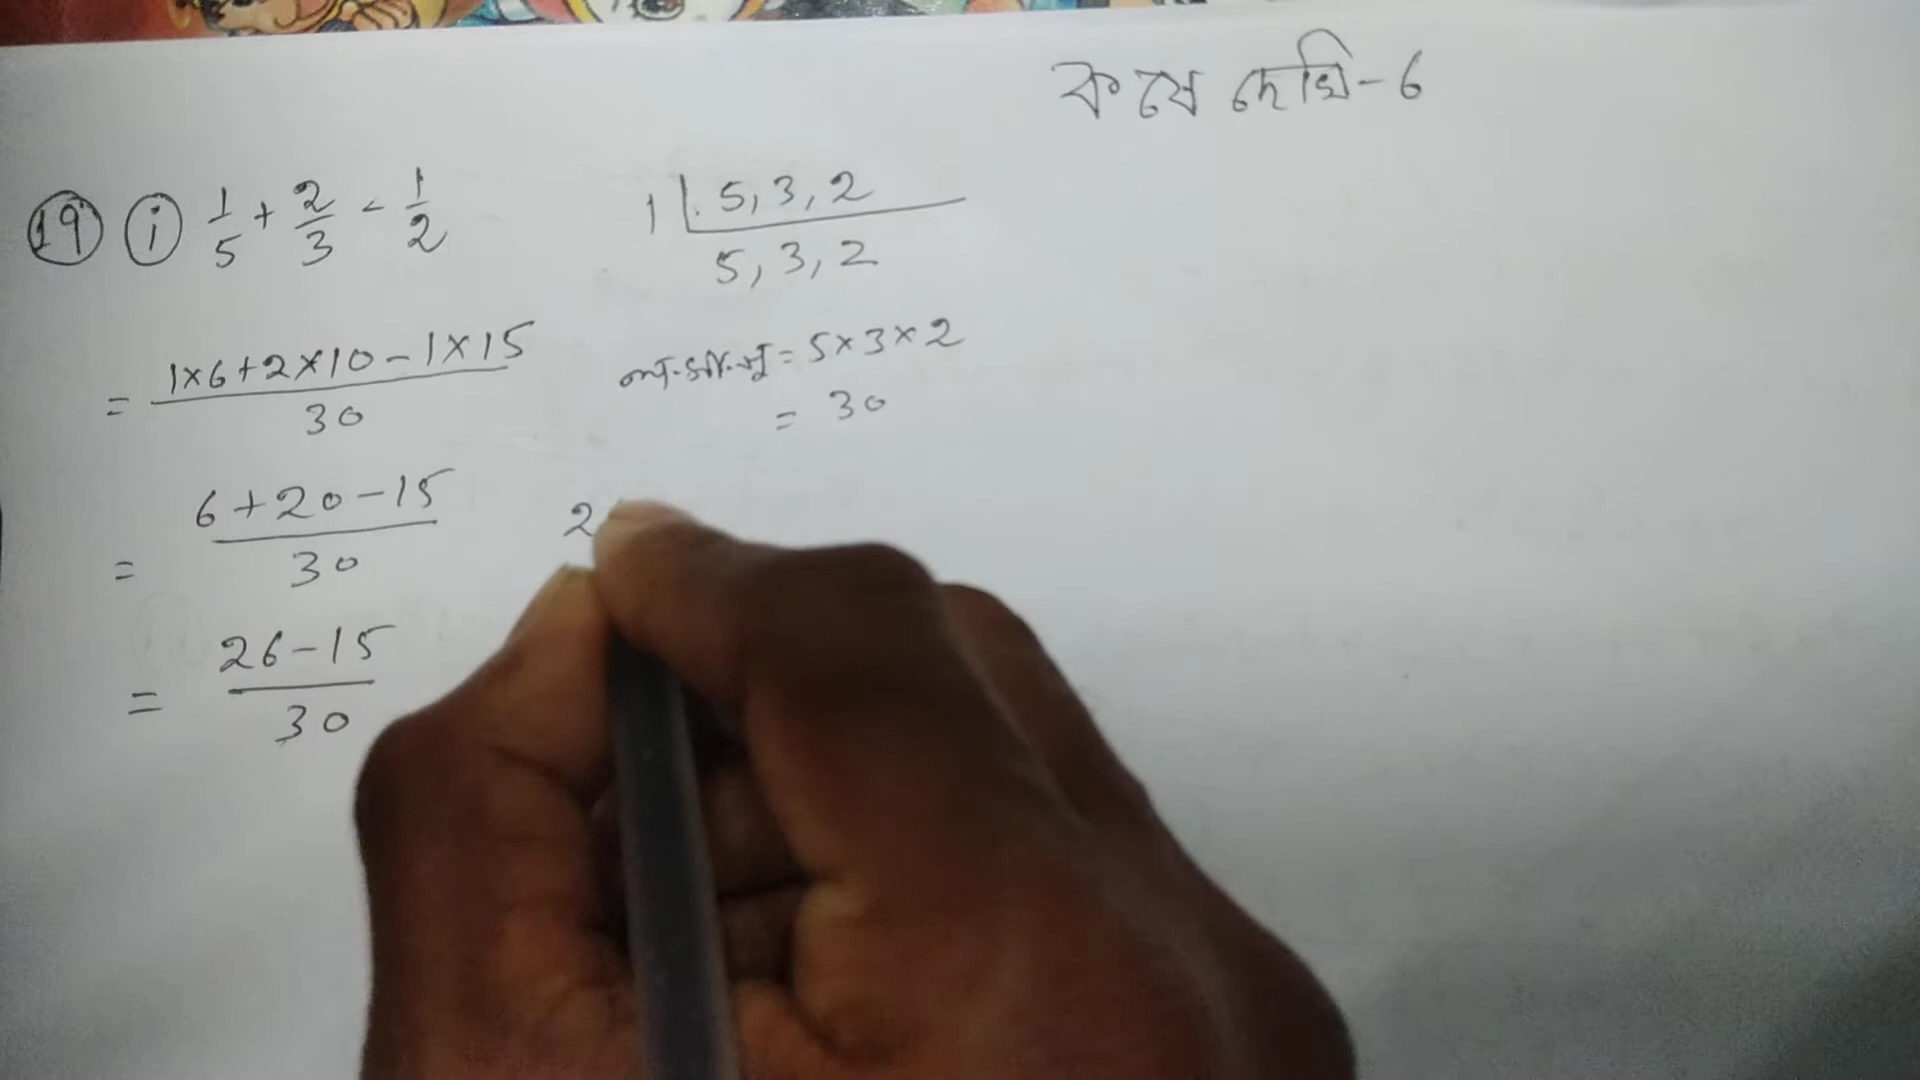 কষে দেখি-6
19 i 1/5 + 2/3 - 1/2
1 | 5, 3, 2
5, 3, 2
= 1×6+2×10-1×15 / 30
ল.সা.গু = 5×3×2
= 30
= 6+20-15 / 30
2
= 26-15 / 30